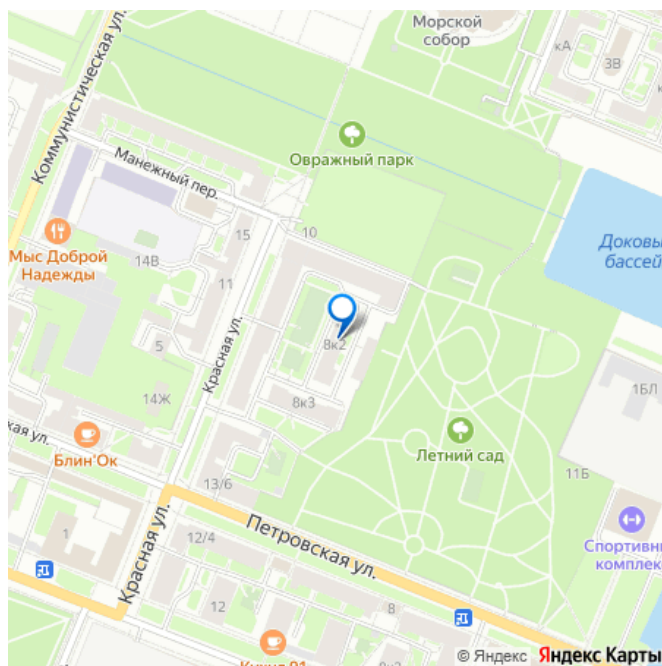 Морской
собор
кА
3В
к
Коммунистическая ул.
Овражный парк
Манежный пер.
15
10
Мыс Доброй
Надежды
14В
11
Доковы
бассей
Красная ул.
5
8к2
14Ж
8к3
1БЛ
кая ул.
Блин'Ок
Летний сад
11Б
13/6
Петровская ул.
1
12/4
Спортивны
комплекс
Красная ул.
12
8
© Яндекс Яндекс Карты